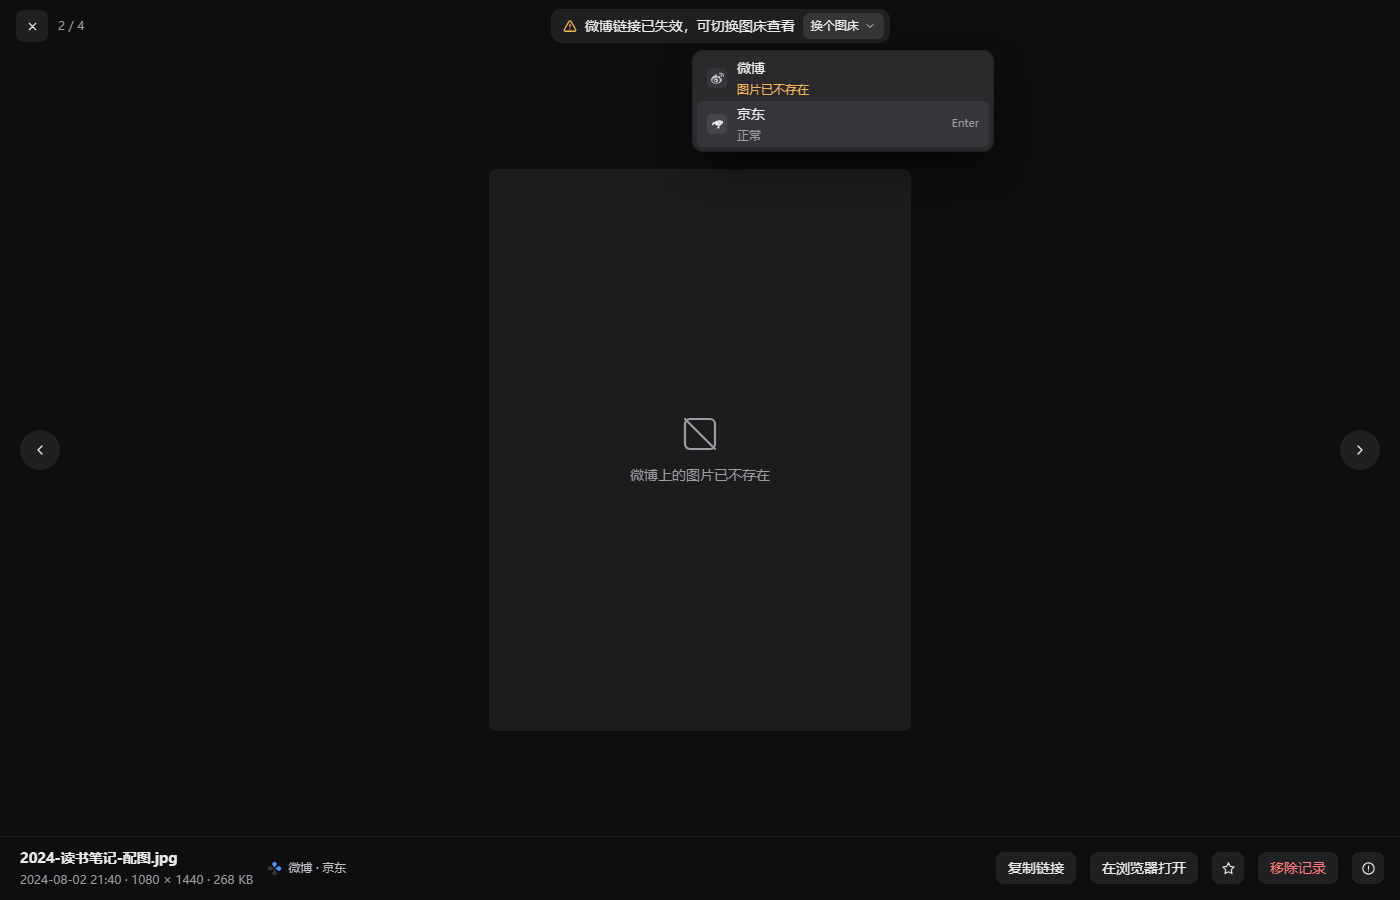 2 / 4
微博链接已失效，可切换图床查看
换个图床
微博
图片已不存在
京东
正常
Enter
微博上的图片已不存在
2024-读书笔记-配图.jpg
2024-08-02 21:40 · 1080 × 1440 · 268 KB
微博 · 京东
复制链接
在浏览器打开
移除记录